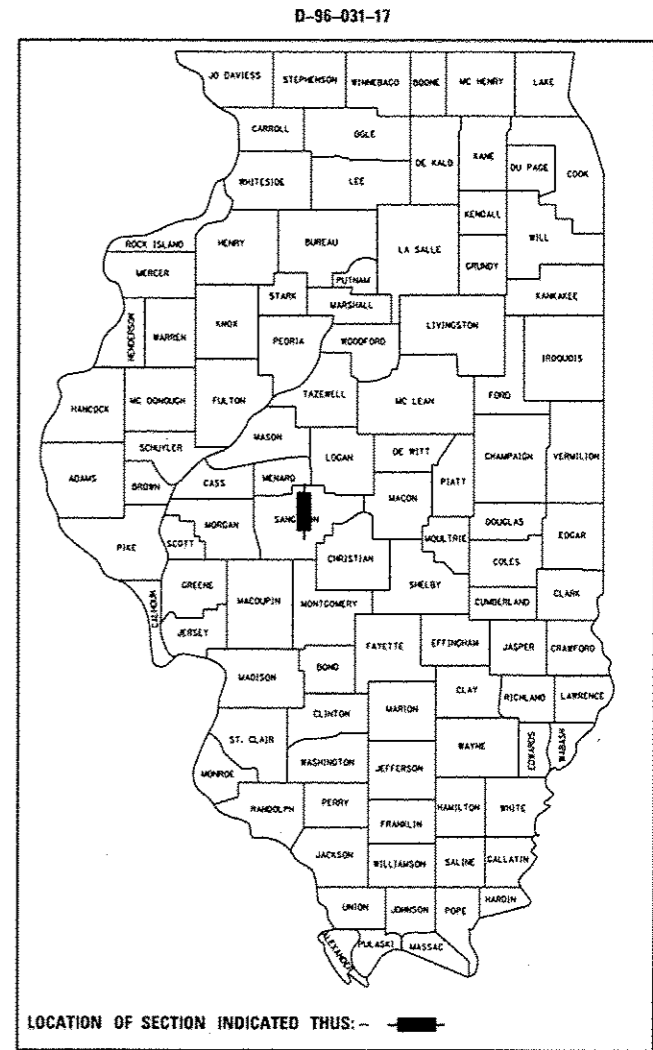 D-96-031-17
JO DAVIESS STEPHENSON WINNEBAGO BOONE MC HENRY LAKE
CARROLL OGLE DE KALB KANE DU PAGE COOK
WHITESIDE LEE
KENDALL WILL
ROCK ISLAND HENRY BUREAU LA SALLE
MERCER PUTNAM GRUNDY
STARK MARSHALL KANKAKEE
HENDERSON WARREN KNOX PEORIA WOODFORD LIVINGSTON IROQUOIS
HANCOCK MC DONOUGH FULTON TAZEWELL MC LEAN FORD
SCHUYLER MASON LOGAN DE WITT CHAMPAIGN VERMILION
ADAMS BROWN CASS MENARD MACON PIATT
MORGAN DOUGLAS
PIKE SCOTT CHRISTIAN MOULTRIE COLES EDGAR
GREENE MACOUPIN MONTGOMERY SHELBY CUMBERLAND CLARK
CALHOUN JERSEY FAYETTE EFFINGHAM JASPER CRAWFORD
MADISON BOND CLAY RICHLAND LAWRENCE
CLINTON MARION
ST. CLAIR WAYNE EDWARDS WABASH
MONROE WASHINGTON JEFFERSON
RANDOLPH PERRY HAMILTON WHITE
FRANKLIN
JACKSON WILLIAMSON SALINE GALLATIN
UNION JOHNSON POPE HARDIN
ALEXANDER PULASKI MASSAC
LOCATION OF SECTION INDICATED THUS:-